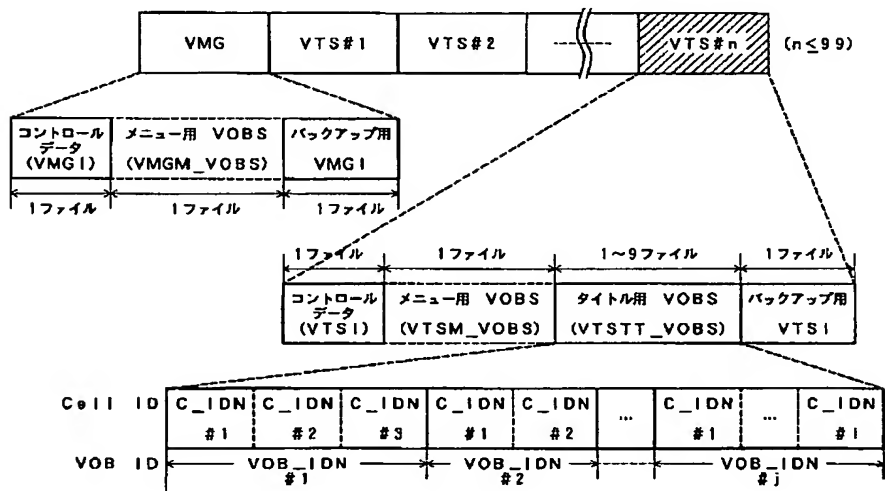 VMG VTS#1 VTS#2 VTS#n (n≤99)
コントロール メニュー用 VOBS バックアップ用
データ (VMGM_VOBS) VMGI
(VMGI)
1ファイル 1ファイル 1ファイル
1ファイル 1ファイル 1~9ファイル 1ファイル
コントロール メニュー用 VOBS タイトル用 VOBS バックアップ用
データ (VTSM_VOBS) (VTSTT_VOBS) VTSI
(VTSI)
Cell ID C_IDN C_IDN C_IDN C_IDN C_IDN ... C_IDN ... C_IDN
#1 #2 #3 #1 #2 #1 #i
VOB ID VOB_IDN VOB_IDN VOB_IDN
#1 #2 #j